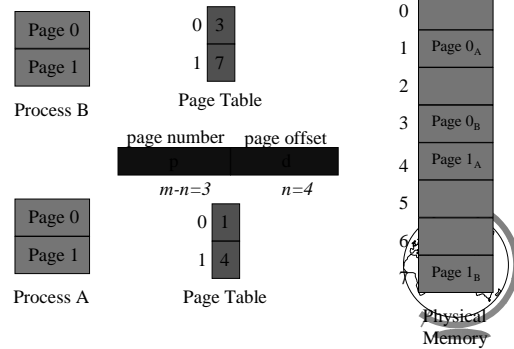 Page 0
Page 1
Process B
0 3
1 7
Page Table
page number page offset
p d
m-n=3 n=4
Page 0
Page 1
Process A
0 1
1 4
Page Table
0
1 Page 0A
2
3 Page 0B
4 Page 1A
5
6
7 Page 1B
Physical
Memory